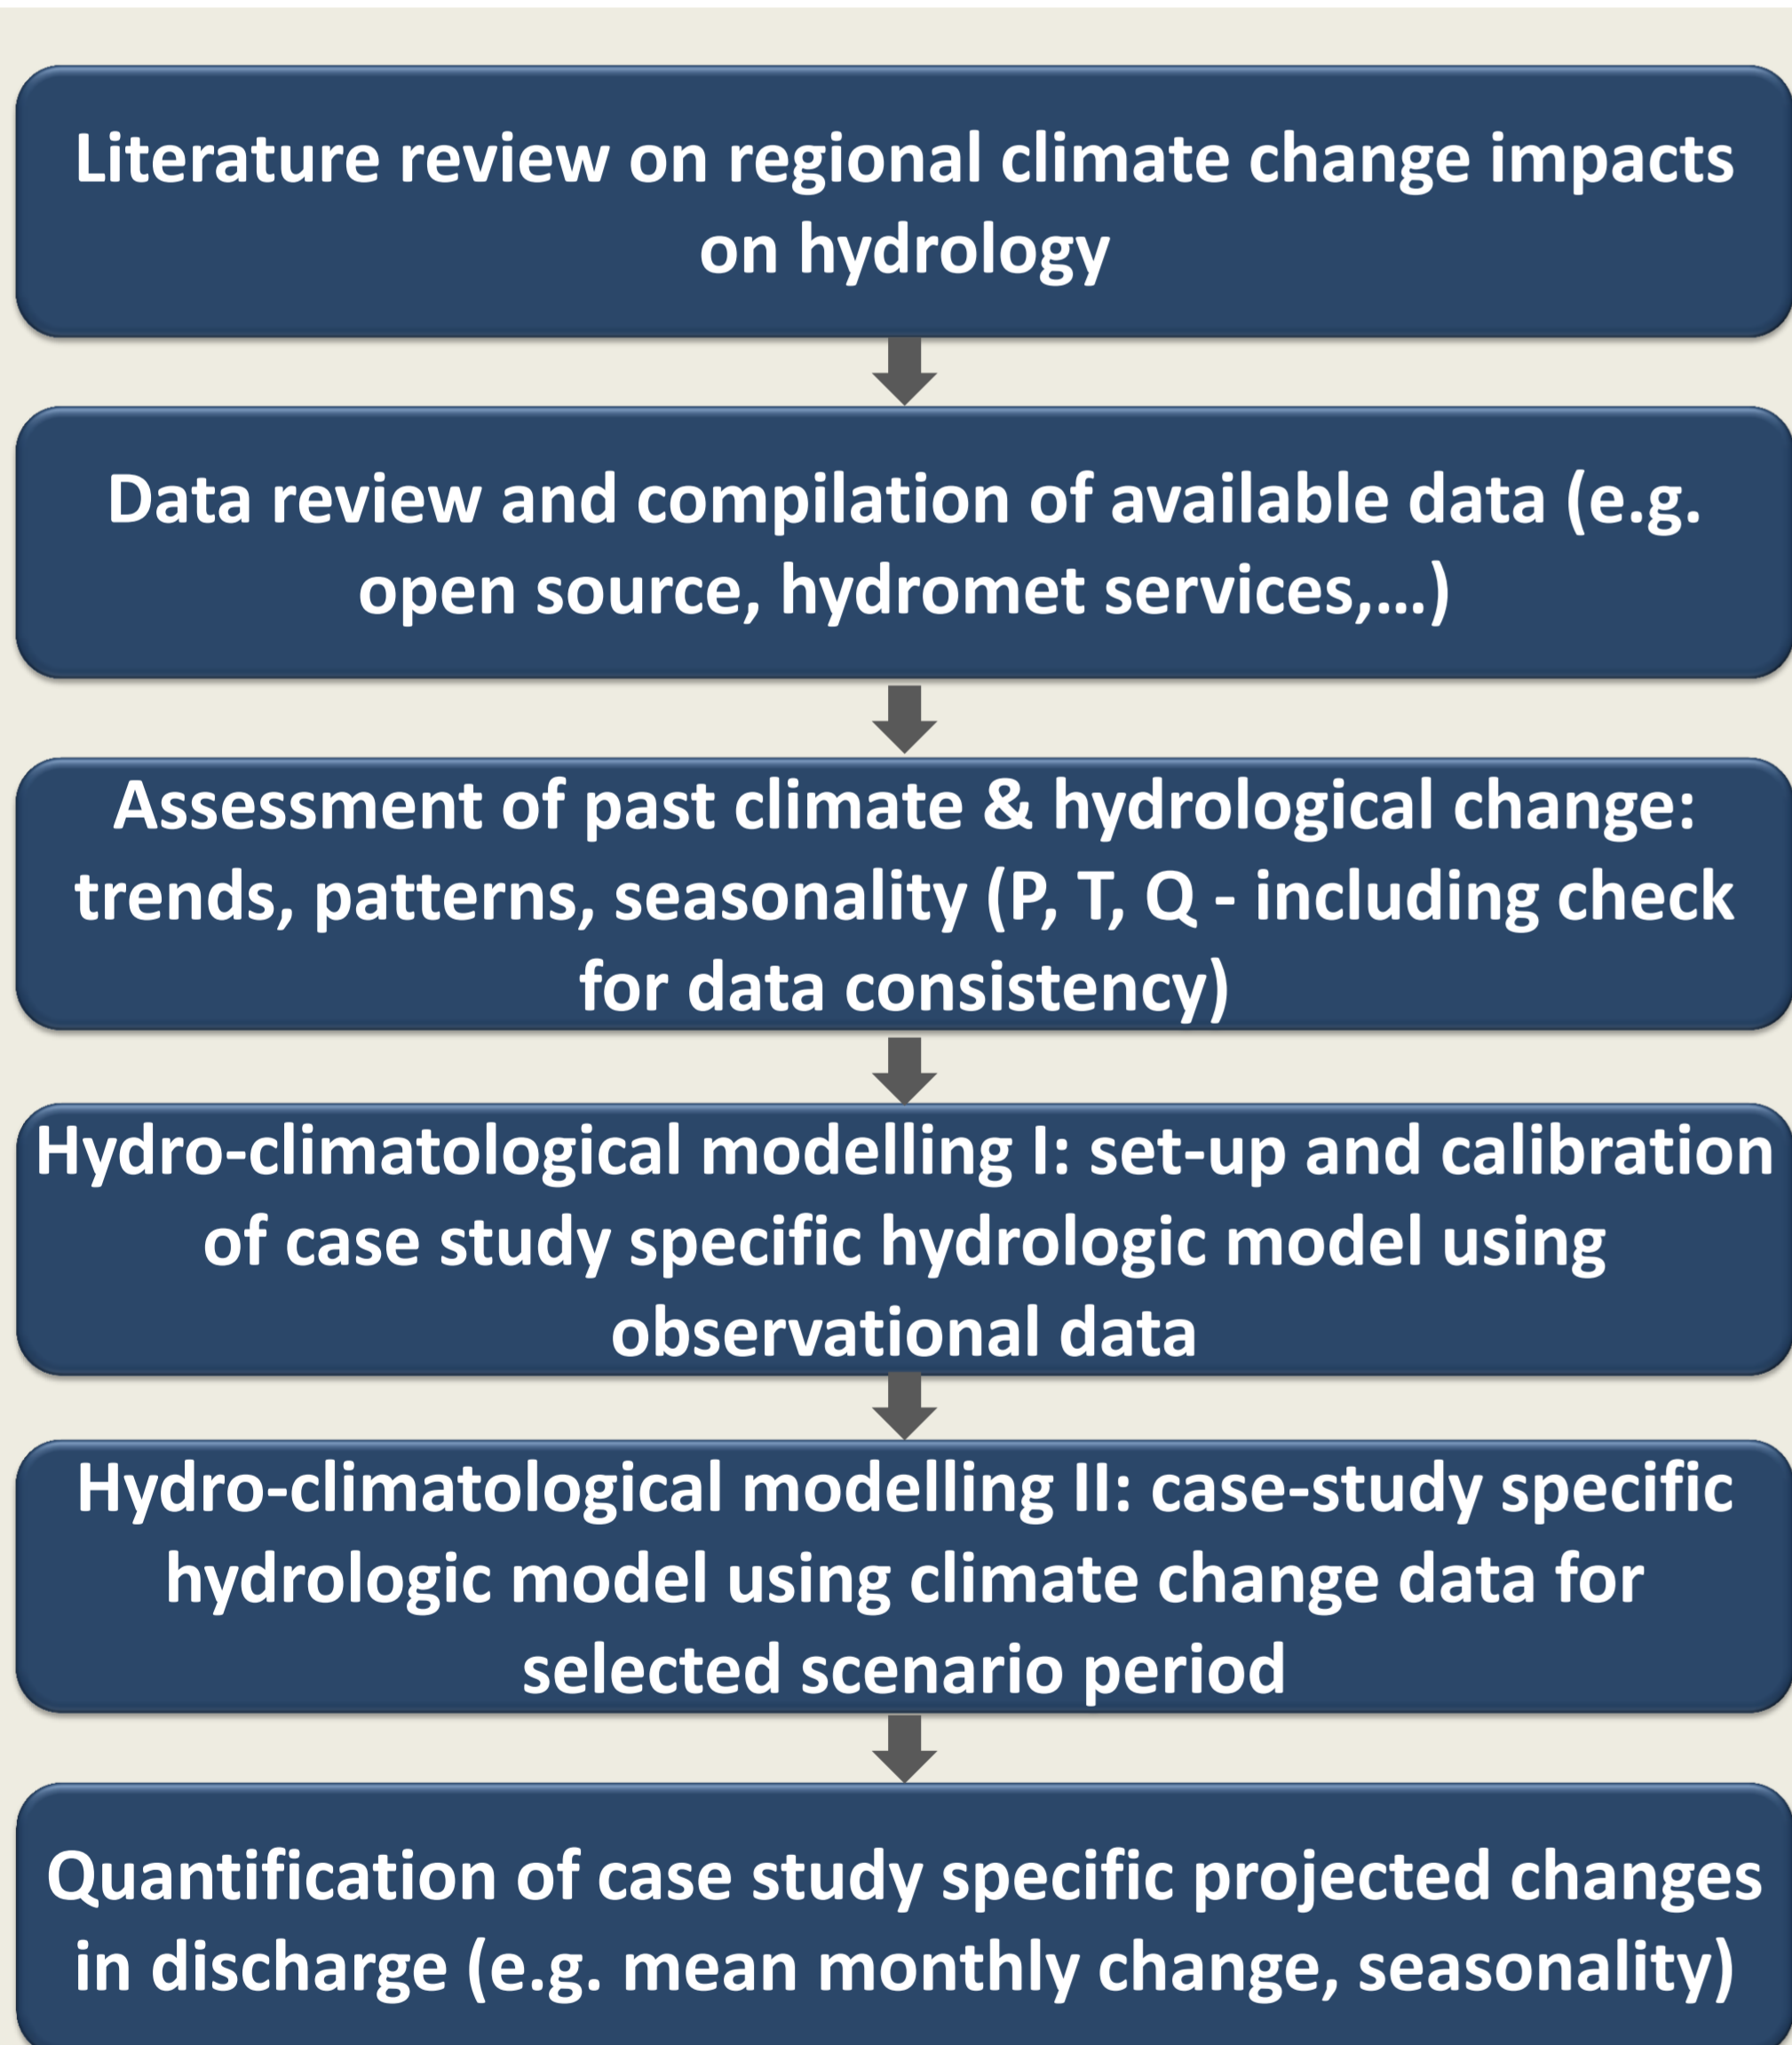 Literature review on regional climate change impacts
on hydrology
Data review and compilation of available data (e.g.
open source, hydromet services,...)
Assessment of past climate & hydrological change:
trends, patterns, seasonality (P, T, Q - including check
for data consistency)
Hydro-climatological modelling I: set-up and calibration
of case study specific hydrologic model using
observational data
Hydro-climatological modelling II: case-study specific
hydrologic model using climate change data for
selected scenario period
Quantification of case study specific projected changes
in discharge (e.g. mean monthly change, seasonality)